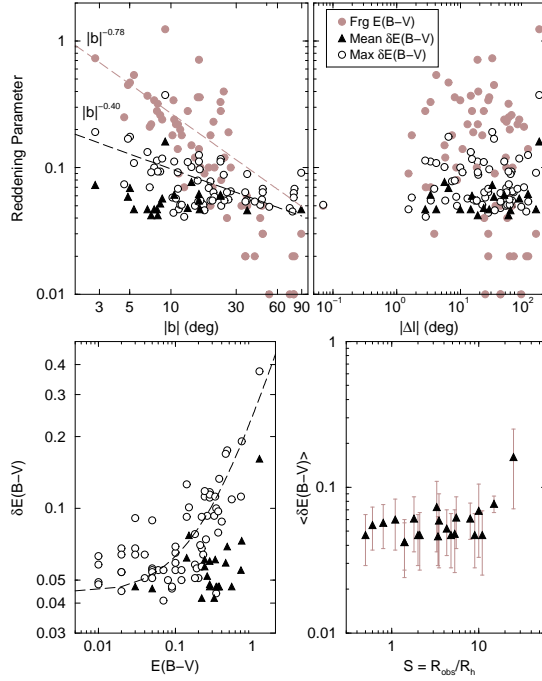 Frg E(B−V)
Mean δE(B−V)
Max δE(B−V)
|b|^−0.78
|b|^−0.40
Reddening Parameter
1
0.1
0.01
3 5 10 30 60 90
|b| (deg)
10^−1 10^0 10^1 10^2
|Δl| (deg)
0.4
0.3
0.2
0.1
0.05
0.04
0.03
δE(B−V)
0.01 0.1 1
E(B−V)
1
0.1
0.01
<δE(B−V)>
1 10
S = R_obs/R_h